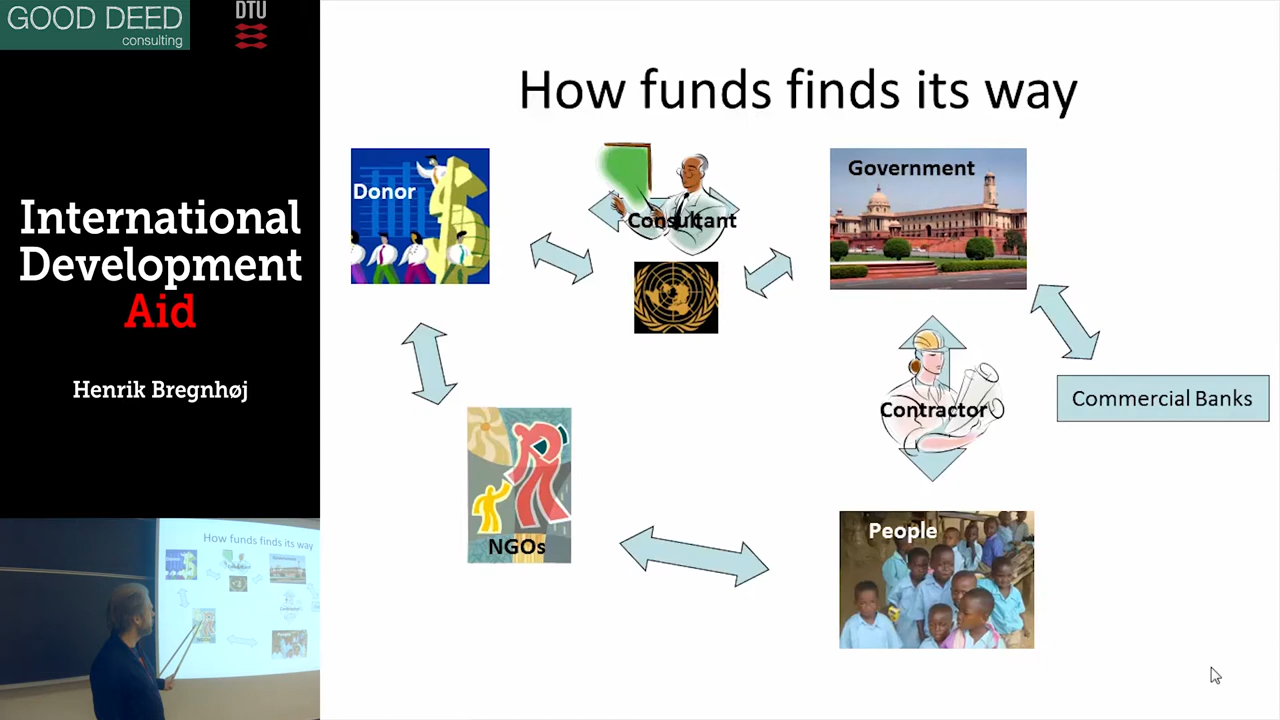 GOOD DEED
consulting
DTU
International
Development
Aid
Henrik Bregnhøj
How funds finds its way
Donor
Consultant
Government
Contractor
Commercial Banks
NGOs
People
How funds finds its way